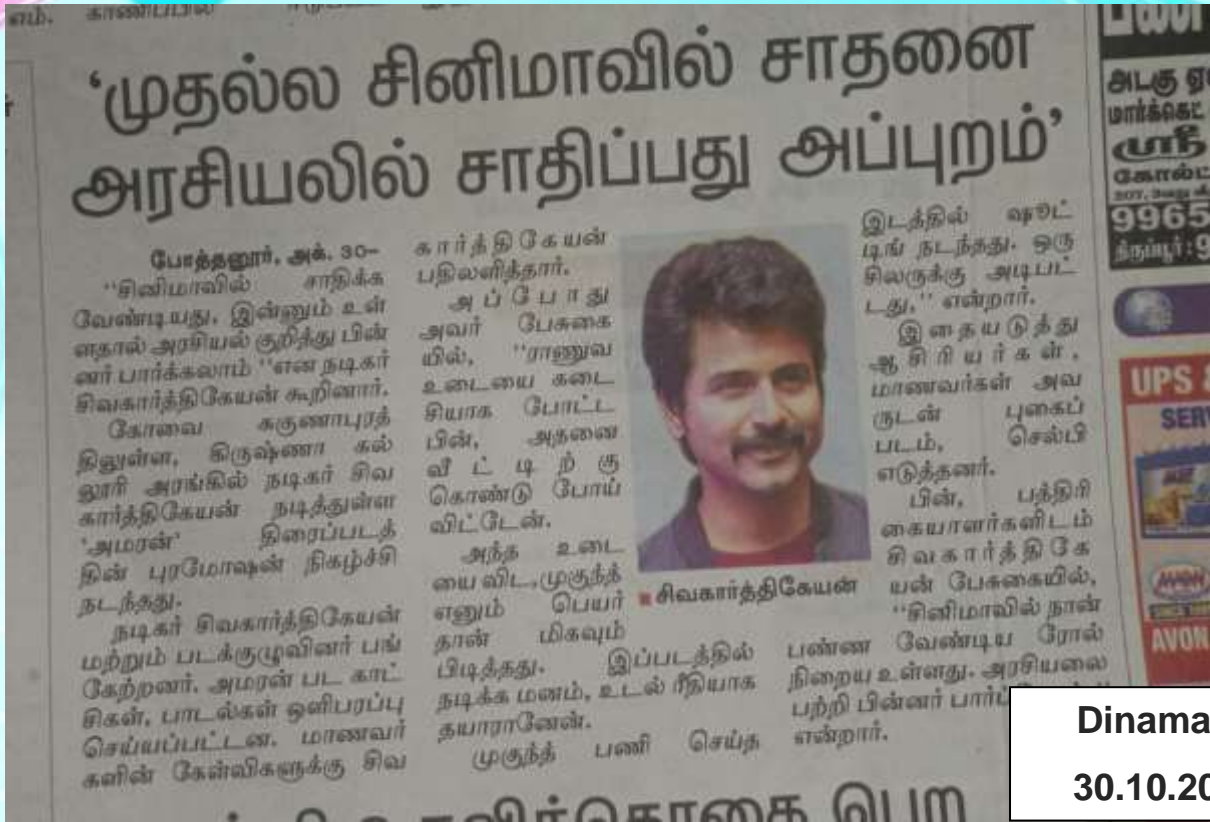 எம். காணிப்பில்
'முதல்ல சினிமாவில் சாதனை
அரசியலில் சாதிப்பது அப்புறம்'
போத்தனூர், அக். 30–
"சினிமாவில் சாதிக்க
வேண்டியது, இன்னும் உள்
ளதால் அரசியல் குறித்து பின்
னர் பார்க்கலாம் "என நடிகர்
சிவகார்த்திகேயன் கூறினார்.
கோவை சுகுணாபுரத்
திலுள்ள, கிருஷ்ணா கல்
லூரி அரங்கில் நடிகர் சிவ
கார்த்திகேயன் நடித்துள்ள
'அமரன்' திரைப்படத்
தின் புரமோஷன் நிகழ்ச்சி
நடந்தது.
நடிகர் சிவகார்த்திகேயன்
மற்றும் படக்குழுவினர் பங்
கேற்றனர். அமரன் பட காட்
சிகள், பாடல்கள் ஒளிபரப்பு
செய்யப்பட்டன. மாணவர்
களின் கேள்விகளுக்கு சிவ
கார்த்திகேயன்
பதிலளித்தார்.
அப்போது
அவர் பேசுகை
யில், "ராணுவ
உடையை கடை
சியாக போட்ட
பின், அதனை
வீட்டிற்கு
கொண்டு போய்
விட்டேன்.
அந்த உடை
யை விட,முகுந்த்
எனும் பெயர்
தான் மிகவும்
பிடித்தது. இப்படத்தில்
நடிக்க மனம், உடல் ரீதியாக
தயாரானேன்.
முகுந்த் பணி செய்த
சிவகார்த்திகேயன்
இடத்தில் ஷூட்
டிங் நடந்தது. ஒரு
சிலருக்கு அடிபட்
டது," என்றார்.
இதையடுத்து
ஆசிரியர்கள்,
மாணவர்கள் அவ
ருடன் புகைப்
படம், செல்பி
எடுத்தனர்.
பின், பத்திரி
கையாளர்களிடம்
சிவகார்த்திகே
யன் பேசுகையில்,
"சினிமாவில் நான்
பண்ண வேண்டிய ரோல்
நிறைய உள்ளது. அரசியலை
பற்றி பின்னர்
என்றார்.
அடகு
மார்க்கெட்
ஸ்ரீ
கோல்ட்
9965
திருப்பூர் : 9
UPS &
SER
AVON
Dinama
30.10.20
பெற